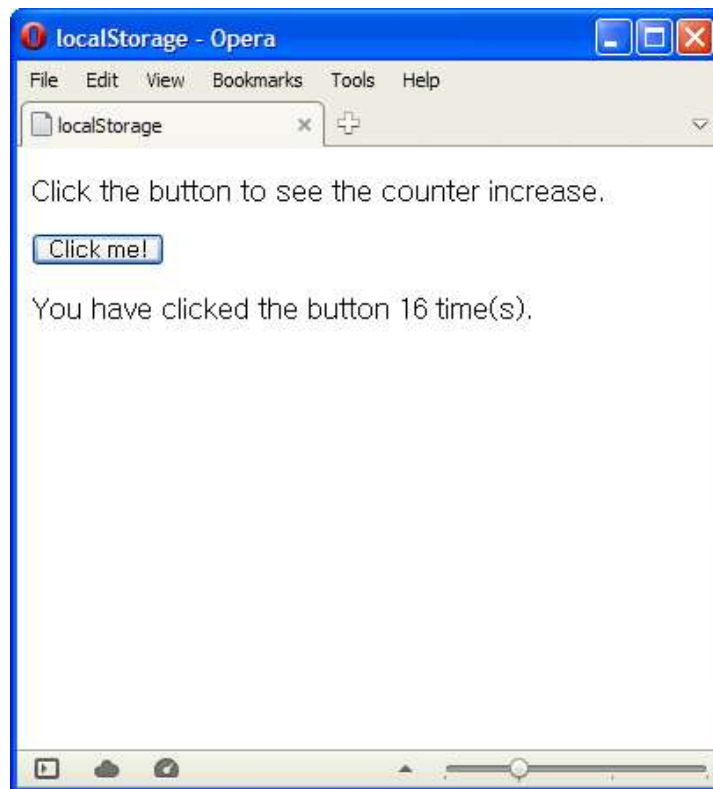 localStorage - Opera
File Edit View Bookmarks Tools Help
localStorage
Click the button to see the counter increase.
Click me!
You have clicked the button 16 time(s).